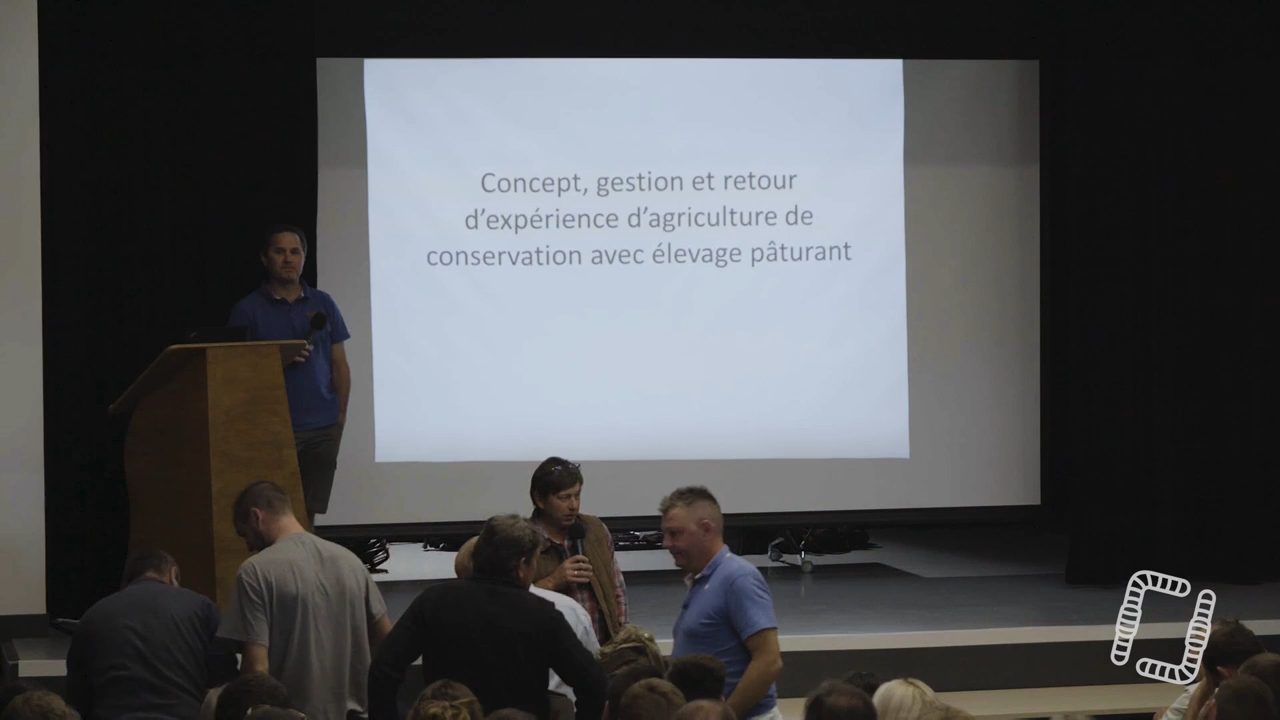 Concept, gestion et retour
d’expérience d’agriculture de
conservation avec élevage pâturant